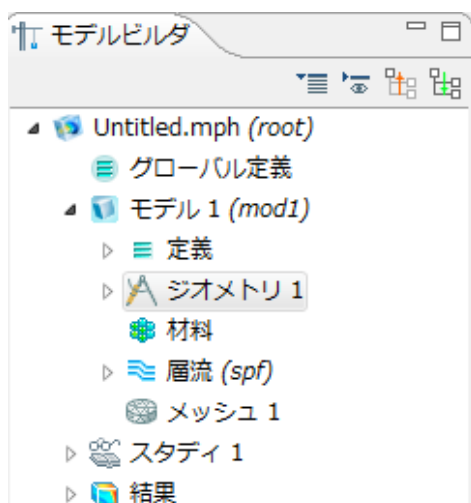 モデルビルダ
Untitled.mph (root)
グローバル定義
モデル 1 (mod1)
定義
ジオメトリ 1
材料
層流 (spf)
メッシュ 1
スタディ 1
結果